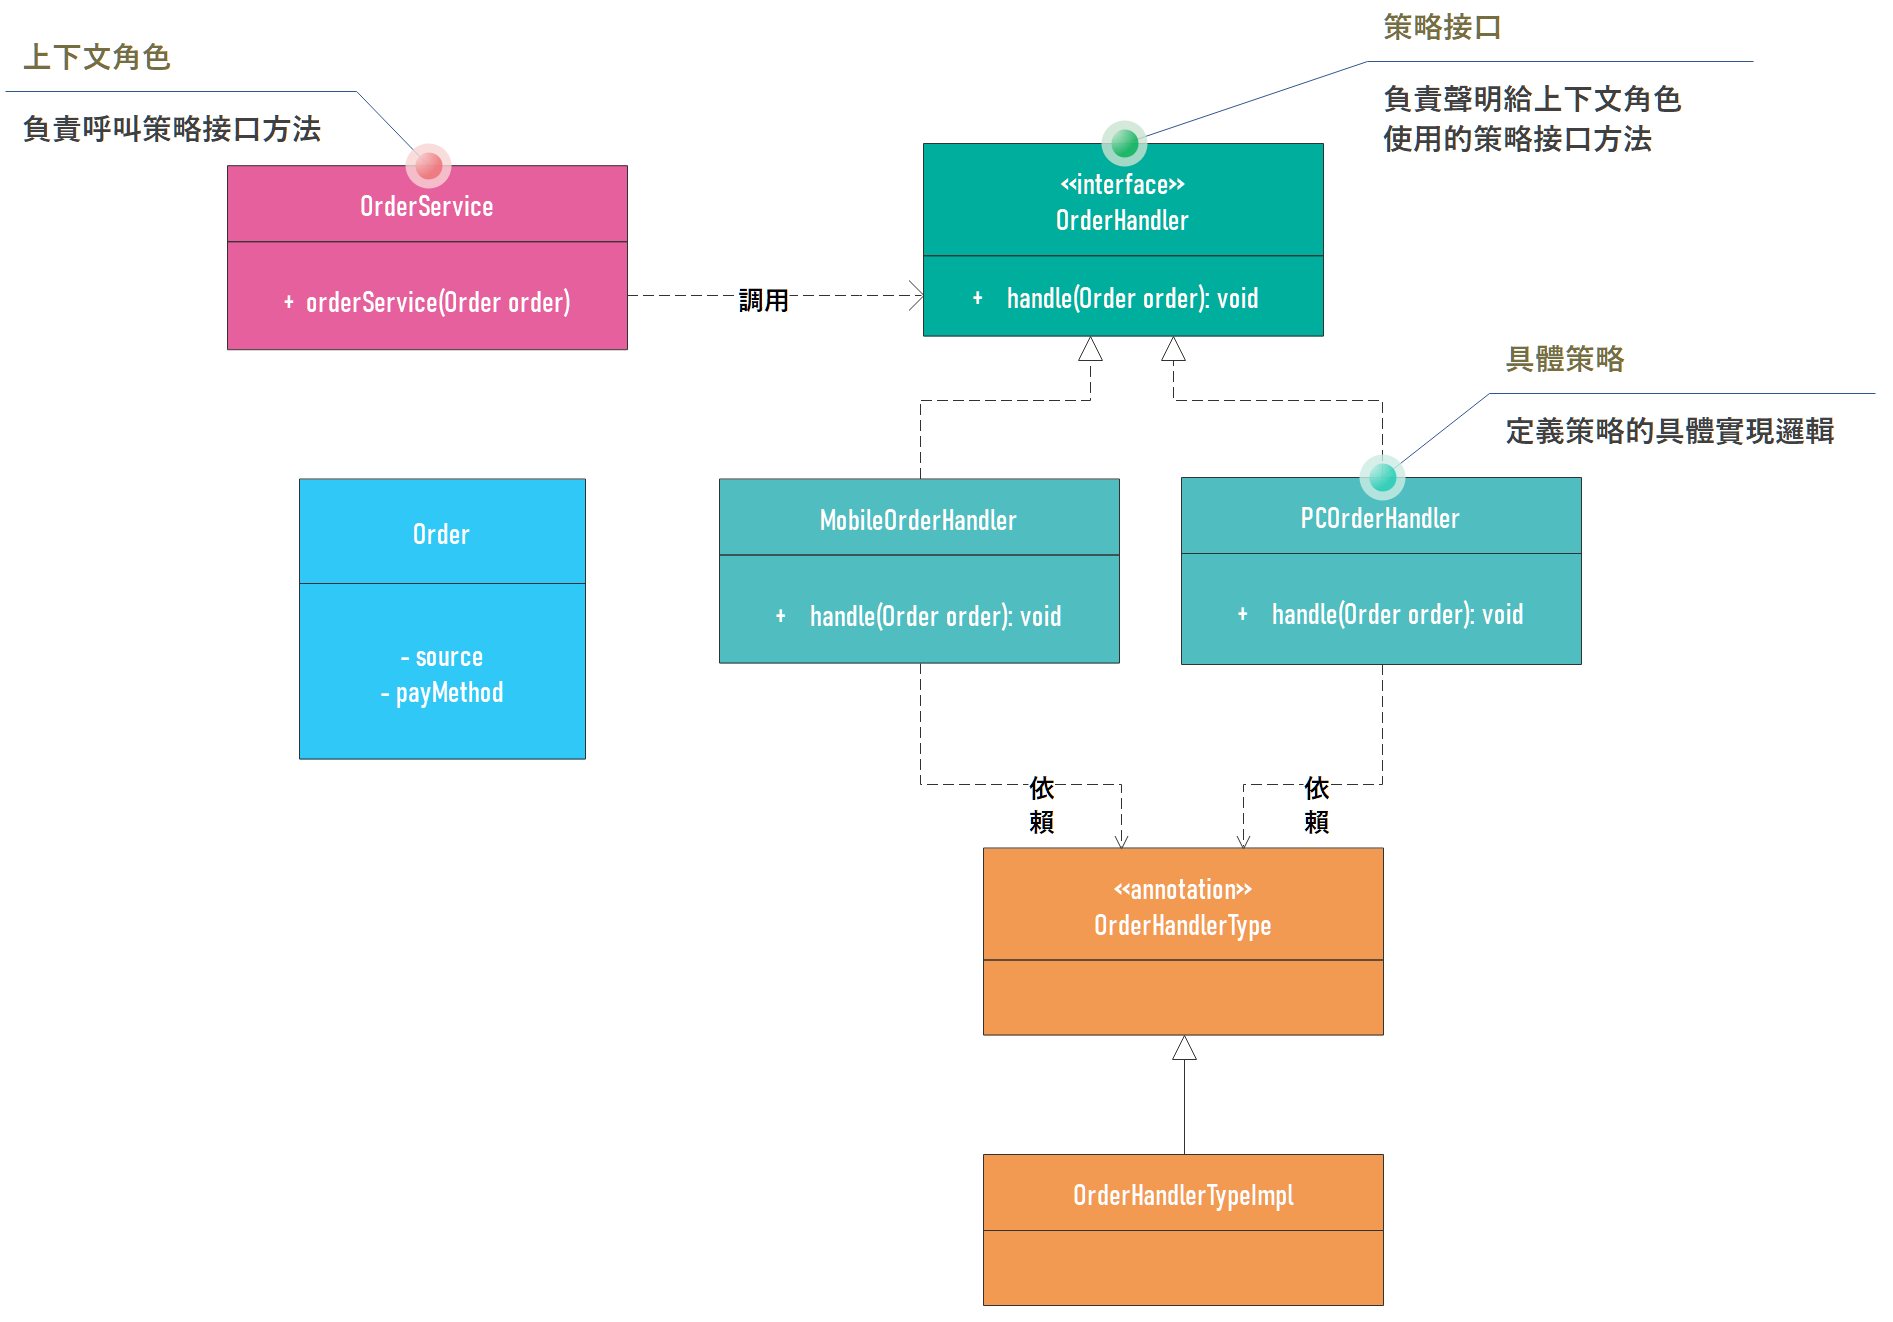 上下文角色
負責呼叫策略接口方法
策略接口
負責聲明給上下文角色
使用的策略接口方法
OrderService
+ orderService(Order order)
調用
<<interface>>
OrderHandler
+ handle(Order order): void
具體策略
定義策略的具體實現邏輯
Order
- source
- payMethod
MobileOrderHandler
+ handle(Order order): void
PCOrderHandler
+ handle(Order order): void
依
賴
依
賴
<<annotation>>
OrderHandlerType
OrderHandlerTypeImpl